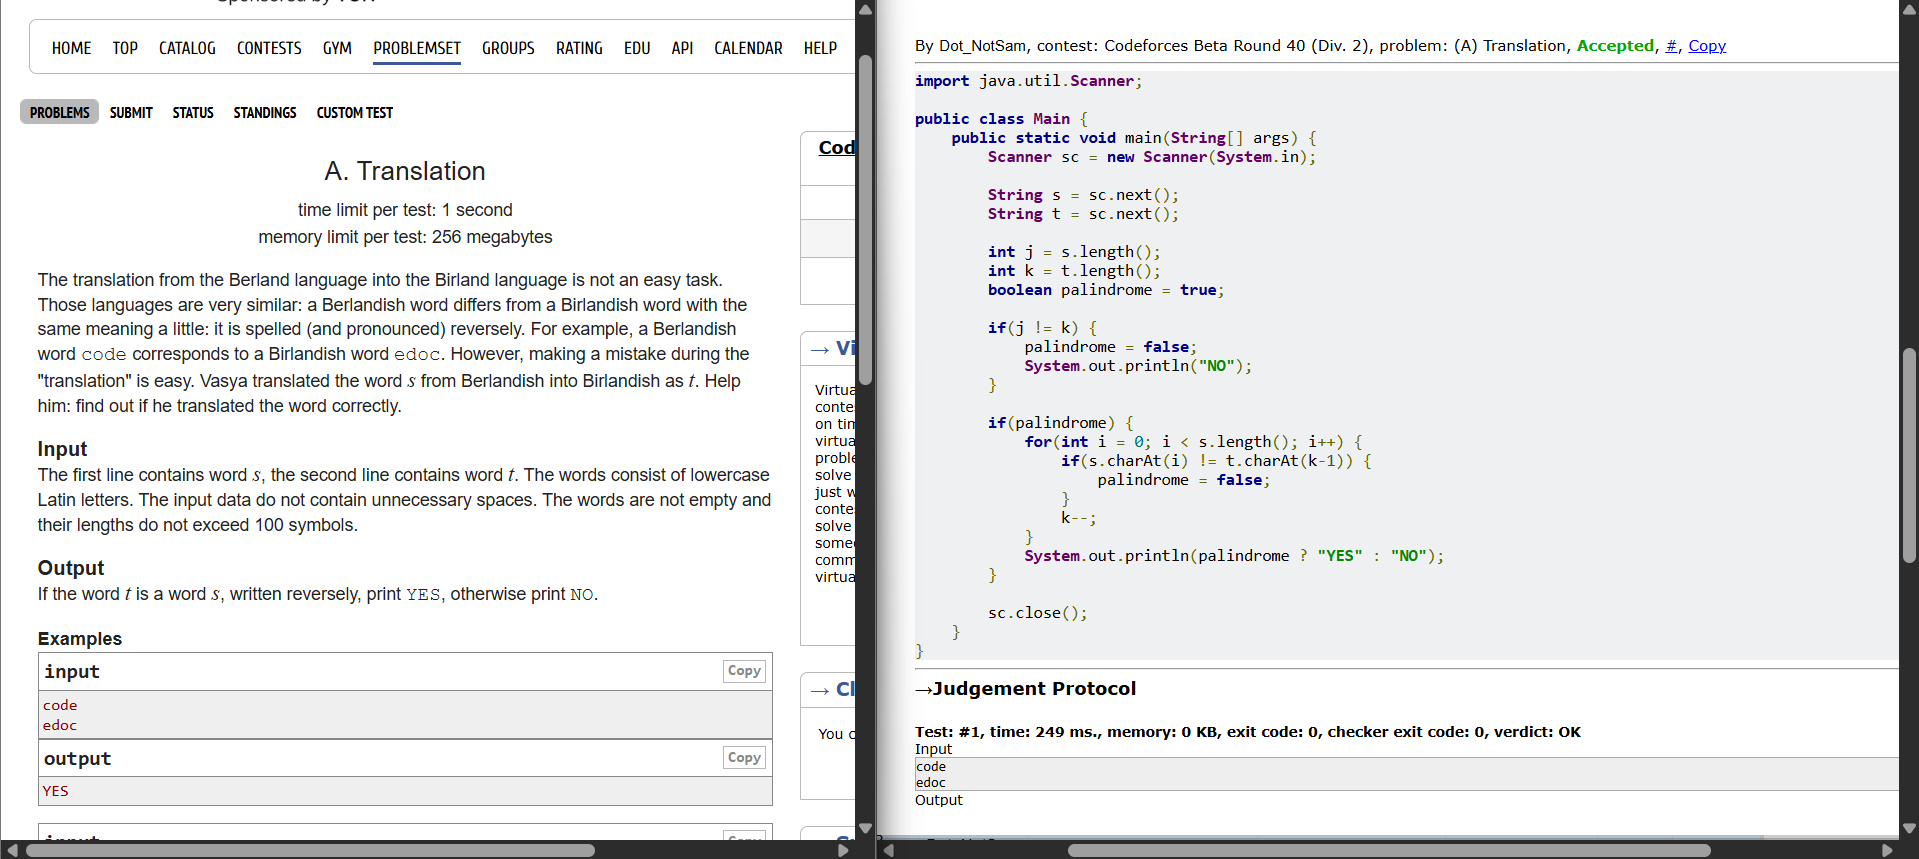 HOME TOP CATALOG CONTESTS GYM PROBLEMSET GROUPS RATING EDU API CALENDAR HELP
PROBLEMS SUBMIT STATUS STANDINGS CUSTOM TEST
A. Translation
time limit per test: 1 second
memory limit per test: 256 megabytes
The translation from the Berland language into the Birland language is not an easy task.
Those languages are very similar: a Berlandish word differs from a Birlandish word with the
same meaning a little: it is spelled (and pronounced) reversely. For example, a Berlandish
word code corresponds to a Birlandish word edoc. However, making a mistake during the
"translation" is easy. Vasya translated the word s from Berlandish into Birlandish as t. Help
him: find out if he translated the word correctly.
Input
The first line contains word s, the second line contains word t. The words consist of lowercase
Latin letters. The input data do not contain unnecessary spaces. The words are not empty and
their lengths do not exceed 100 symbols.
Output
If the word t is a word s, written reversely, print YES, otherwise print NO.
Examples
input
Copy
code
edoc
output
Copy
YES
Cod
→ Vi
Virtua
conte
on tim
virtua
proble
solve
just w
conte
solve
some
comm
virtua
→ Cl
You c
By Dot_NotSam, contest: Codeforces Beta Round 40 (Div. 2), problem: (A) Translation, Accepted, #, Copy
import java.util.Scanner;
public class Main {
public static void main(String[] args) {
Scanner sc = new Scanner(System.in);
String s = sc.next();
String t = sc.next();
int j = s.length();
int k = t.length();
boolean palindrome = true;
if(j != k) {
palindrome = false;
System.out.println("NO");
}
if(palindrome) {
for(int i = 0; i < s.length(); i++) {
if(s.charAt(i) != t.charAt(k-1)) {
palindrome = false;
}
k--;
}
System.out.println(palindrome ? "YES" : "NO");
}
sc.close();
}
}
→Judgement Protocol
Test: #1, time: 249 ms., memory: 0 KB, exit code: 0, checker exit code: 0, verdict: OK
Input
code
edoc
Output